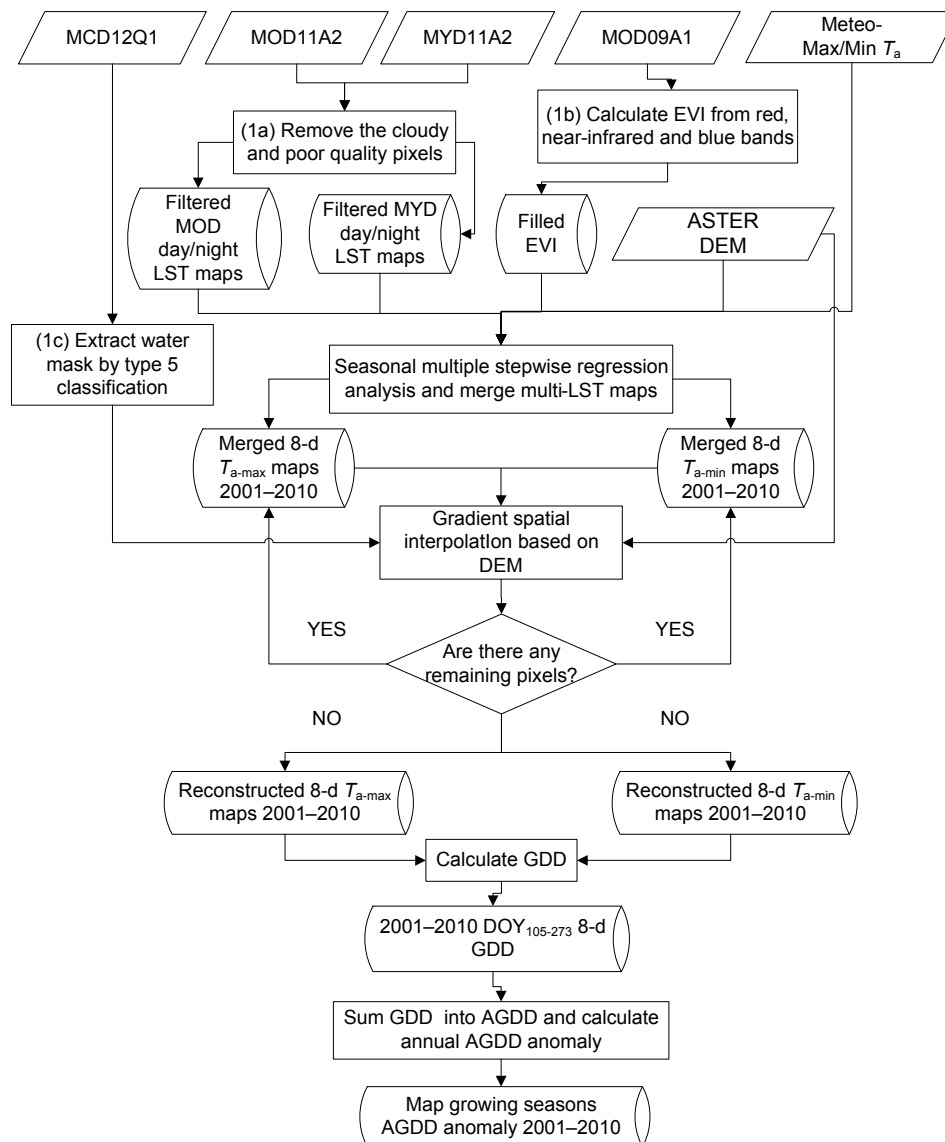 MCD12Q1
MOD11A2
MYD11A2
MOD09A1
Meteo-
Max/Min Ta
(1a) Remove the cloudy
and poor quality pixels
(1b) Calculate EVI from red,
near-infrared and blue bands
Filtered
MOD
day/night
LST maps
Filtered MYD
day/night
LST maps
Filled
EVI
ASTER
DEM
(1c) Extract water
mask by type 5
classification
Seasonal multiple stepwise regression
analysis and merge multi-LST maps
Merged 8-d
Ta-max maps
2001–2010
Merged 8-d
Ta-min maps
2001–2010
Gradient spatial
interpolation based on
DEM
YES
YES
Are there any
remaining pixels?
NO
NO
Reconstructed 8-d Ta-max
maps 2001–2010
Reconstructed 8-d Ta-min
maps 2001–2010
Calculate GDD
2001–2010 DOY105-273 8-d
GDD
Sum GDD into AGDD and calculate
annual AGDD anomaly
Map growing seasons
AGDD anomaly 2001–2010